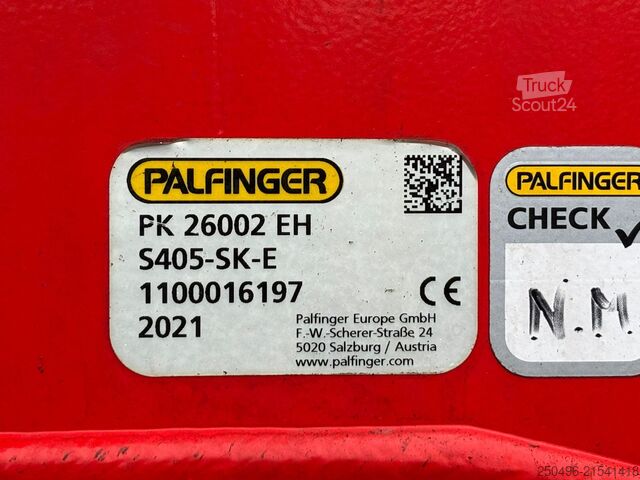 Truck
Scout24
PALFINGER
PK 26002 EH
S405-SK-E
1100016197
2021
Palfinger Europe GmbH
F.-W.-Scherer-Straße 24
5020 Salzburg / Austria
www.palfinger.com
PALFINGER
CHECK
N.M.
250496-21541418